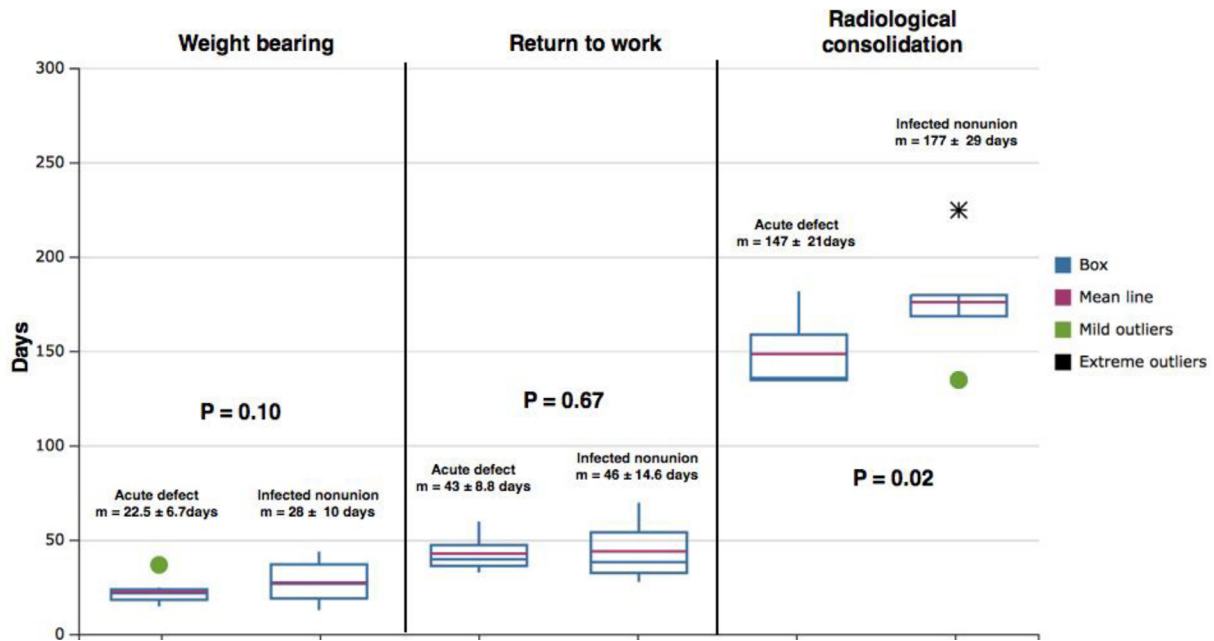 Weight bearing
Return to work
Radiological
consolidation
300
250
200
150
100
50
0
Days
Acute defect
m = 22.5 ± 6.7days
Infected nonunion
m = 28 ± 10 days
P = 0.10
Acute defect
m = 43 ± 8.8 days
Infected nonunion
m = 46 ± 14.6 days
P = 0.67
Acute defect
m = 147 ± 21days
Infected nonunion
m = 177 ± 29 days
P = 0.02
Box
Mean line
Mild outliers
Extreme outliers